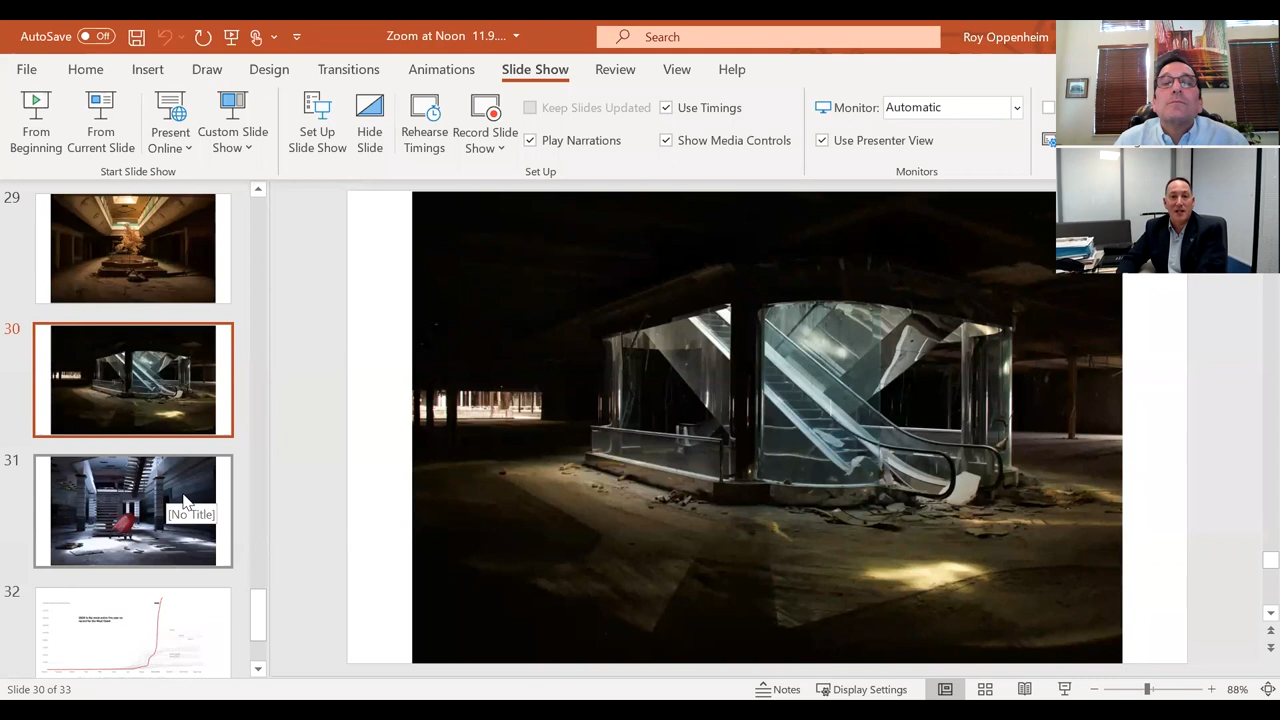 AutoSave Off Zoom at Noon 11.9.... Search Roy Oppenheim
File Home Insert Draw Design Transitions Animations Slide Show Review View Help
From Beginning
From Current Slide
Present Online
Custom Slide Show
Start Slide Show
Set Up Slide Show
Hide Slide
Rehearse Timings
Record Slide Show
Keep Slides Updated
Play Narrations
Use Timings
Show Media Controls
Set Up
Monitor: Automatic
Use Presenter View
Monitors
29
30
31
[No Title]
32
Slide 30 of 33 Notes Display Settings 88%